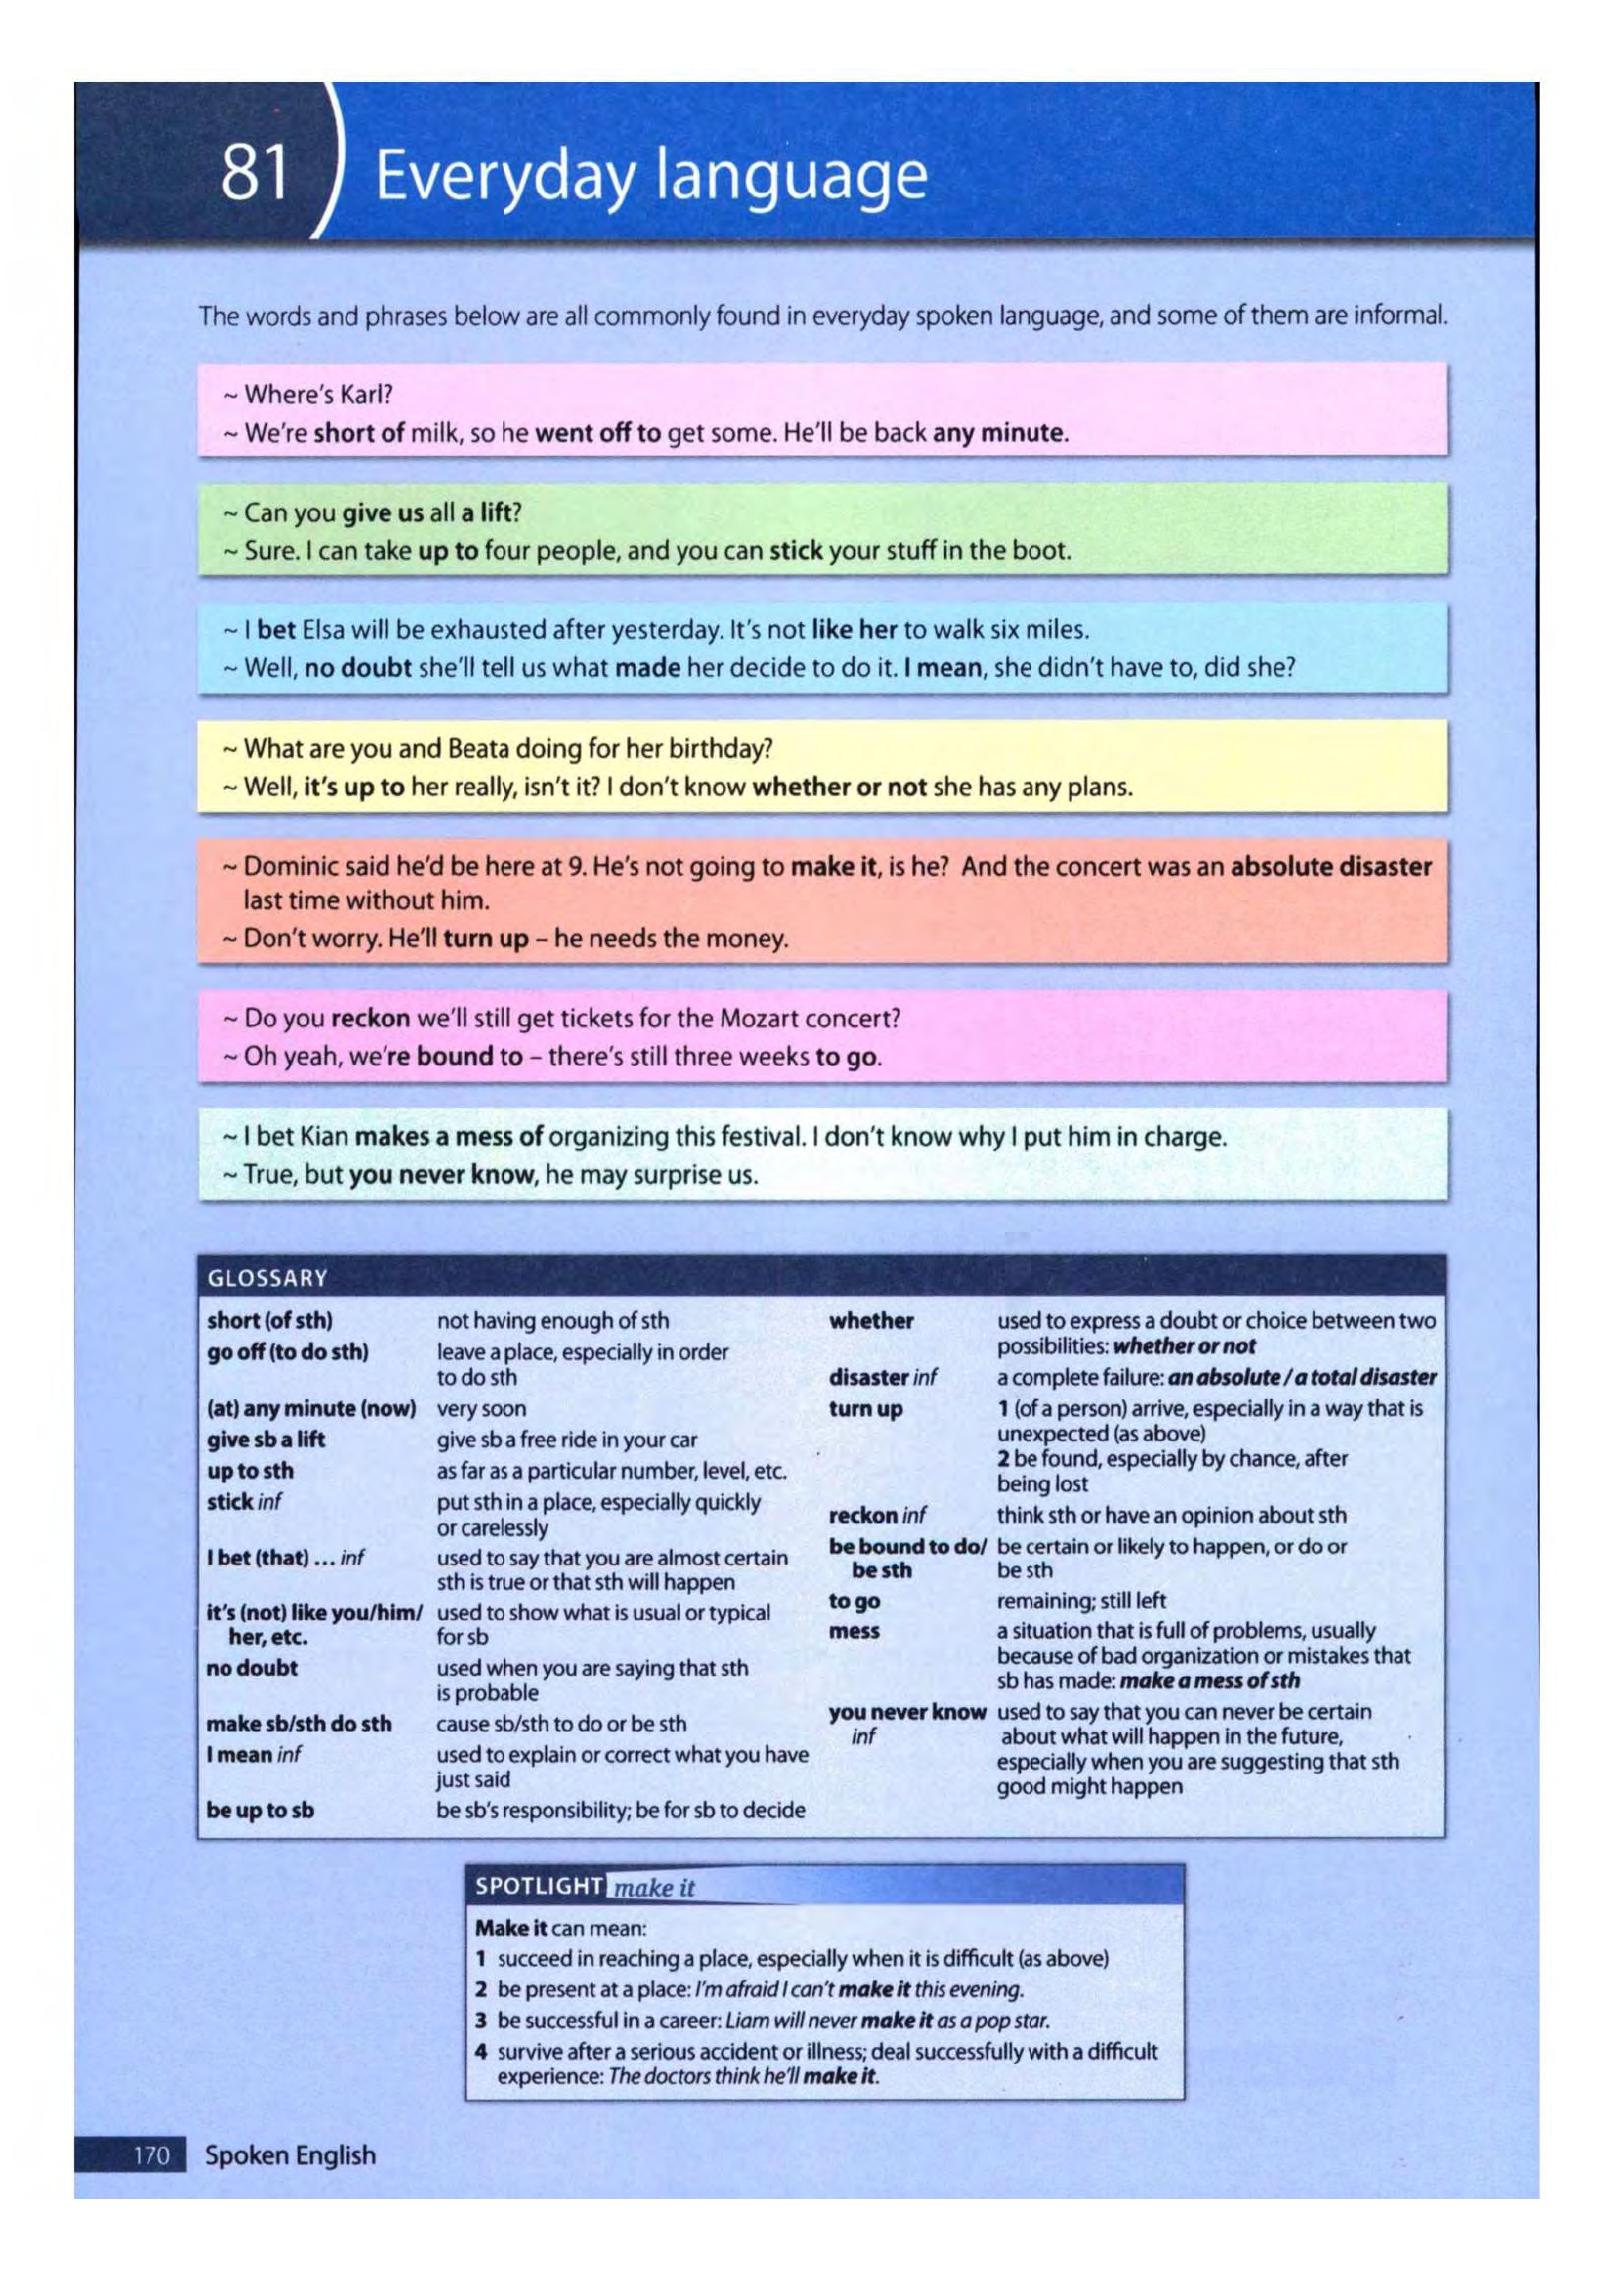 81
Everyday language
The words and phrases below are all commonly found in everyday spoken language, and some of them are informal.
~ Where's Karl?
~ We're short of milk, so he went off to get some. He'll be back any minute.
~ Can you give us all a lift?
~ Sure. I can take up to four people, and you can stick your stuff in the boot.
~ I bet Elsa will be exhausted after yesterday. It's not like her to walk six miles.
~ Well, no doubt she'll tell us what made her decide to do it. I mean, she didn't have to, did she?
~ What are you and Beata doing for her birthday?
~ Well, it's up to her really, isn't it? I don't know whether or not she has any plans.
~ Dominic said he'd be here at 9. He's not going to make it, is he? And the concert was an absolute disaster
last time without him.
~ Don't worry. He'll turn up – he needs the money.
~ Do you reckon we'll still get tickets for the Mozart concert?
~ Oh yeah, we're bound to – there's still three weeks to go.
~ I bet Kian makes a mess of organizing this festival. I don't know why I put him in charge.
~ True, but you never know, he may surprise us.
GLOSSARY
short (of sth) not having enough of sth
go off (to do sth) leave a place, especially in order
to do sth
(at) any minute (now) very soon
give sb a lift give sb a free ride in your car
up to sth as far as a particular number, level, etc.
stick inf put sth in a place, especially quickly
or carelessly
I bet (that) ... inf used to say that you are almost certain
sth is true or that sth will happen
it's (not) like you/him/ used to show what is usual or typical
her, etc. for sb
no doubt used when you are saying that sth
is probable
make sb/sth do sth cause sb/sth to do or be sth
I mean inf used to explain or correct what you have
just said
be up to sb be sb's responsibility; be for sb to decide
whether used to express a doubt or choice between two
possibilities: whether or not
disaster inf a complete failure: an absolute / a total disaster
turn up 1 (of a person) arrive, especially in a way that is
unexpected (as above)
2 be found, especially by chance, after
being lost
reckon inf think sth or have an opinion about sth
be bound to do/ be certain or likely to happen, or do or
be sth be sth
to go remaining; still left
mess a situation that is full of problems, usually
because of bad organization or mistakes that
sb has made: make a mess of sth
you never know used to say that you can never be certain
inf about what will happen in the future,
especially when you are suggesting that sth
good might happen
SPOTLIGHT make it
Make it can mean:
1 succeed in reaching a place, especially when it is difficult (as above)
2 be present at a place: I'm afraid I can't make it this evening.
3 be successful in a career: Liam will never make it as a pop star.
4 survive after a serious accident or illness; deal successfully with a difficult
experience: The doctors think he'll make it.
170 Spoken English